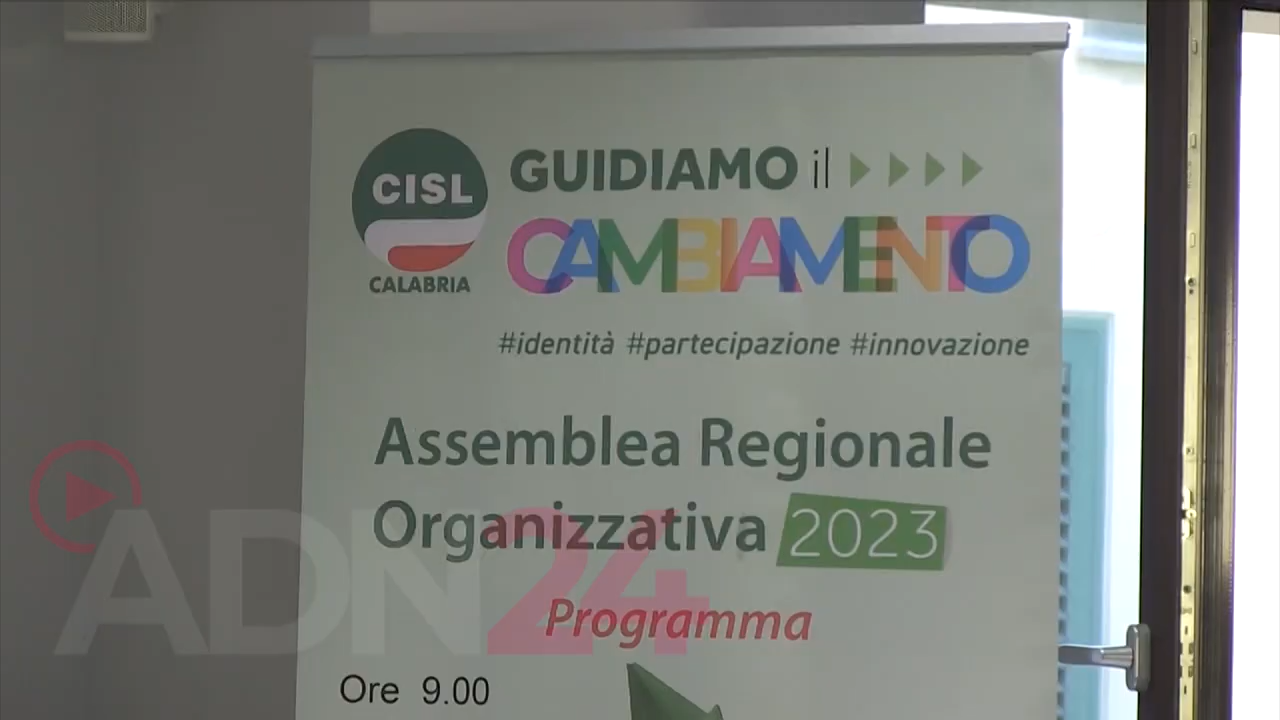 CISL
CALABRIA
GUIDIAMO il
CAMBIAMENTO
#identità #partecipazione #innovazione
Assemblea Regionale
Organizzativa 2023
ADN24
Programma
Ore 9.00